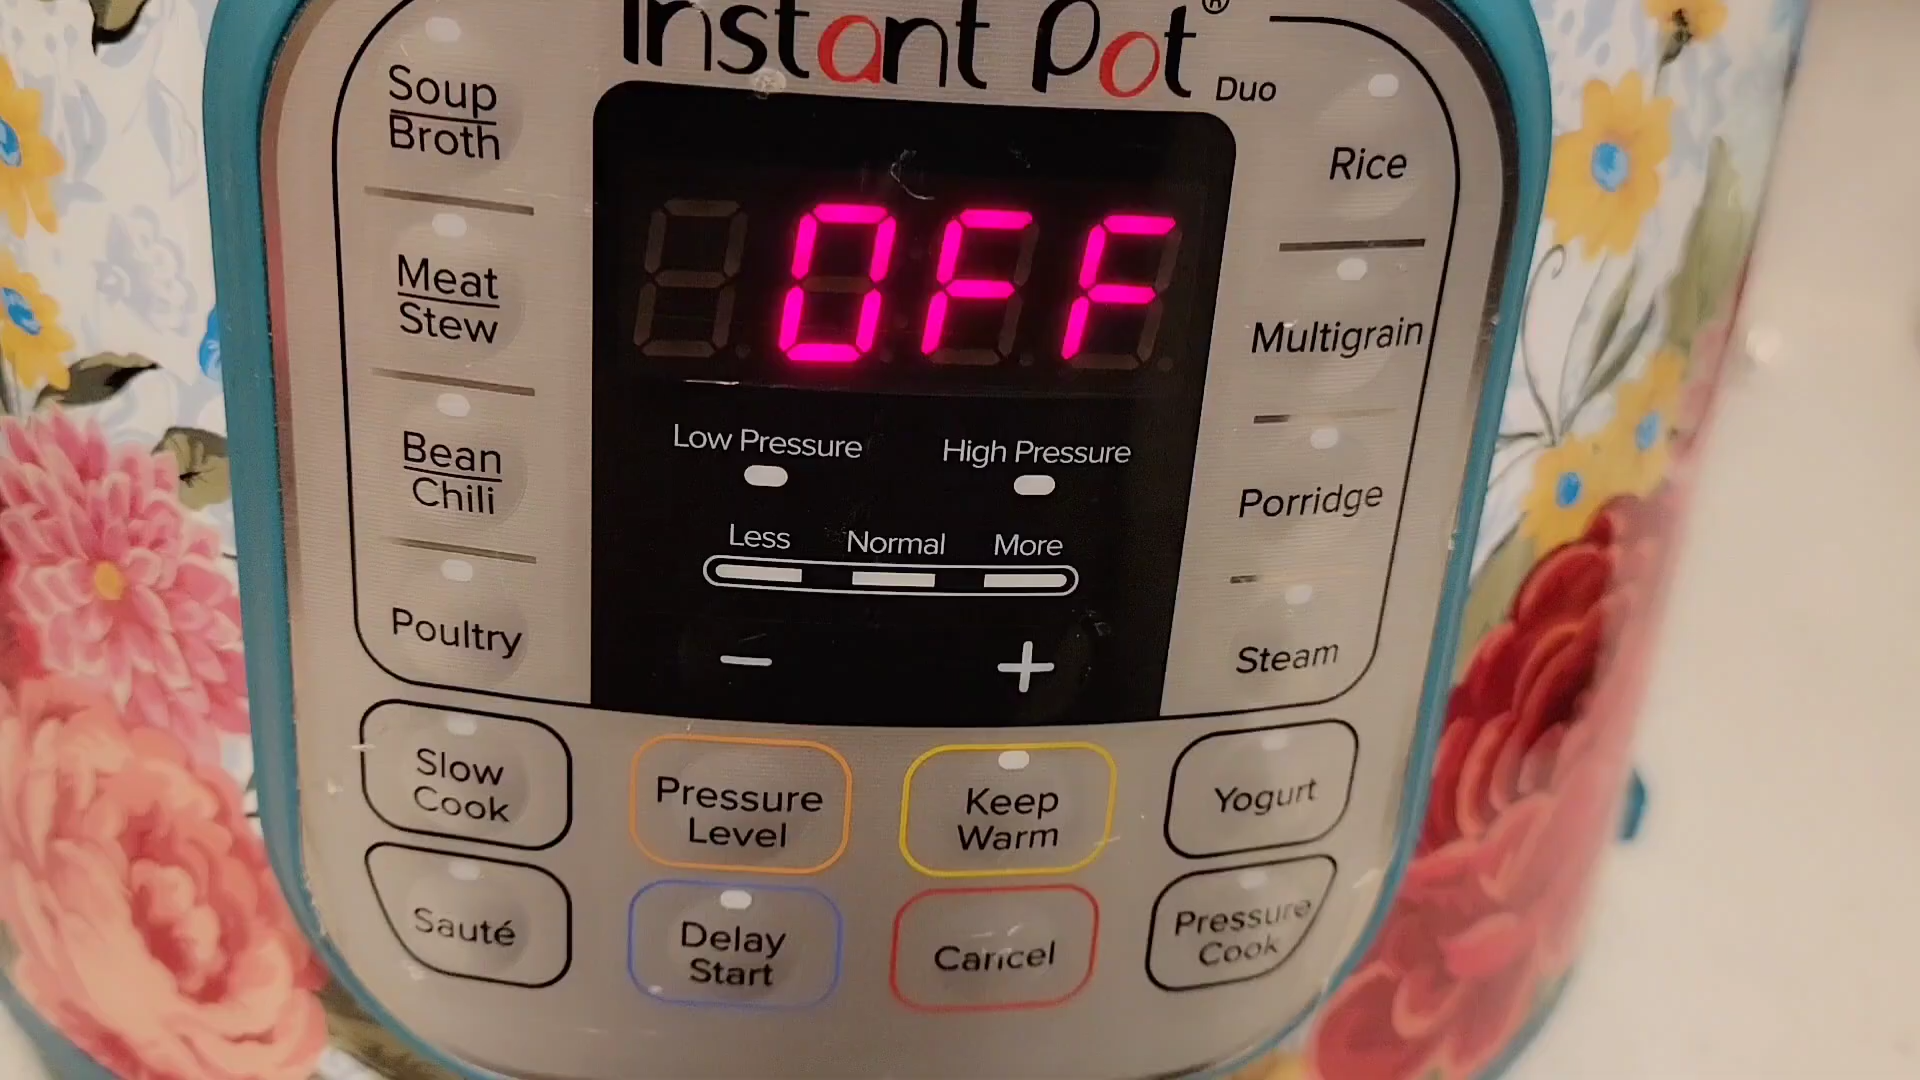 Instant Pot® Duo
Soup
Broth
Meat
Stew
Bean
Chili
Poultry
OFF
Low Pressure High Pressure
Less Normal More
− +
Rice
Multigrain
Porridge
Steam
Slow
Cook
Pressure
Level
Keep
Warm
Yogurt
Sauté
Delay
Start
Cancel
Pressure
Cook